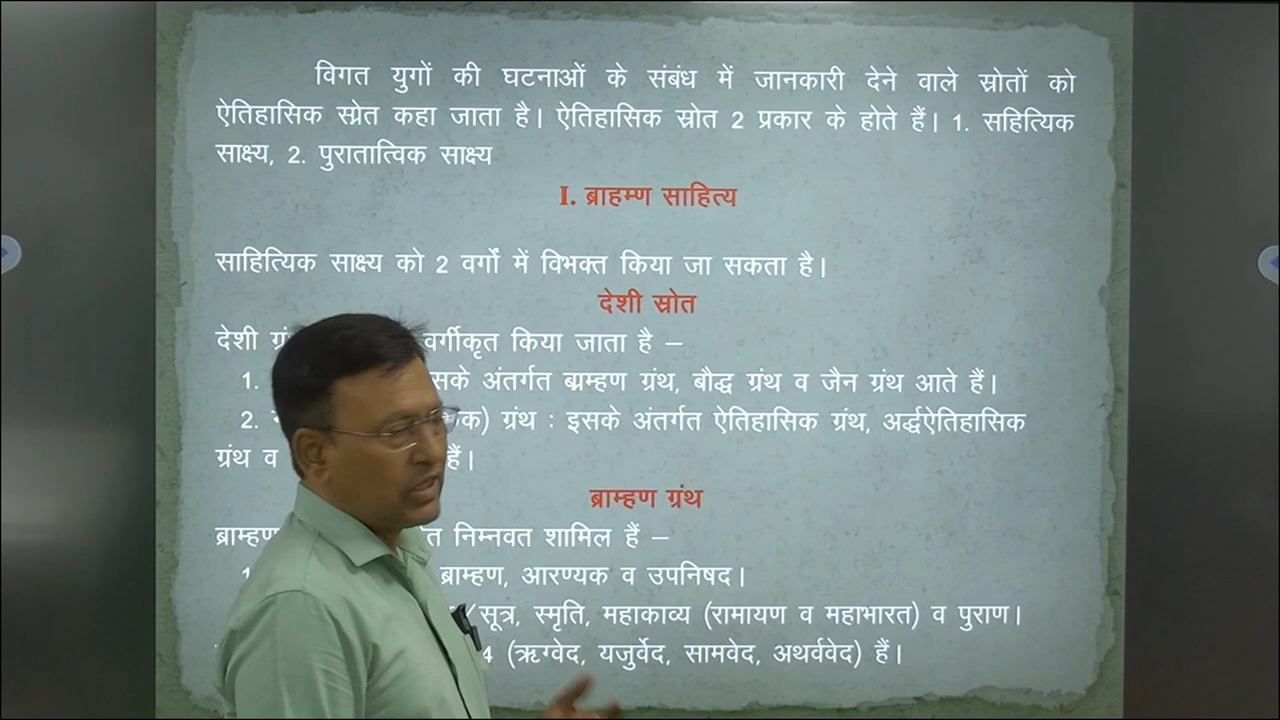 विगत युगों की घटनाओं के संबंध में जानकारी देने वाले स्रोतों को
ऐतिहासिक स्प्रेत कहा जाता है। ऐतिहासिक स्रोत 2 प्रकार के होते हैं। 1. सहित्यिक
साक्ष्य, 2. पुरातात्विक साक्ष्य
I. ब्राहम्ण साहित्य
साहित्यिक साक्ष्य को 2 वर्गों में विभक्त किया जा सकता है।
देशी स्रोत
देशी वर्गीकृत किया जाता है –
1. अंतर्गत ब्राम्हण ग्रंथ, बौद्ध ग्रंथ व जैन ग्रंथ आते हैं।
2. ग्रंथ : इसके अंतर्गत ऐतिहासिक ग्रंथ, अर्द्धऐतिहासिक
ग्रंथ व हैं।
ब्राम्हण ग्रंथ
निम्नवत शामिल हैं –
ब्राम्हण, आरण्यक व उपनिषद।
सूत्र, स्मृति, महाकाव्य (रामायण व महाभारत) व पुराण।
4 (ऋग्वेद, यजुर्वेद, सामवेद, अथर्ववेद) हैं।